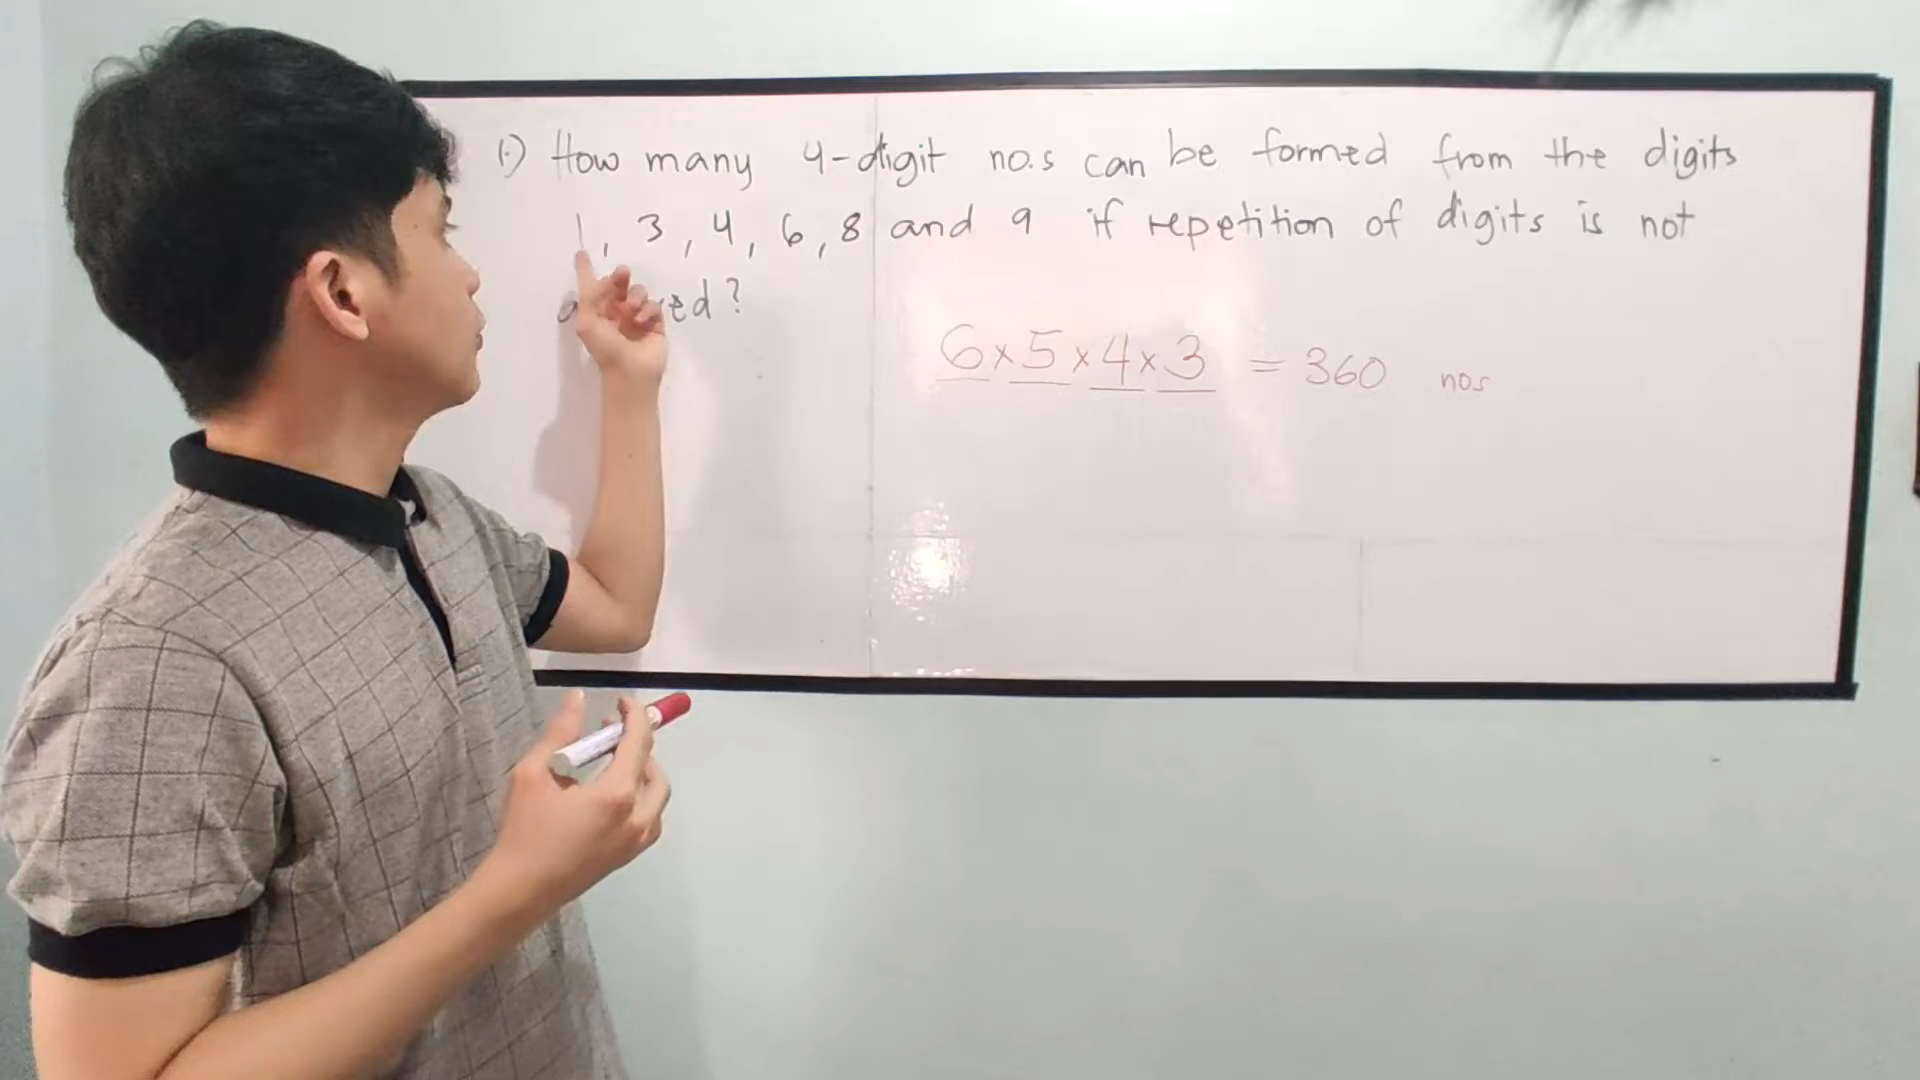 1.) How many 4-digit no.s can be formed from the digits
1, 3, 4, 6, 8 and 9 if repetition of digits is not
?
6 x 5 x 4 x 3 = 360 nos